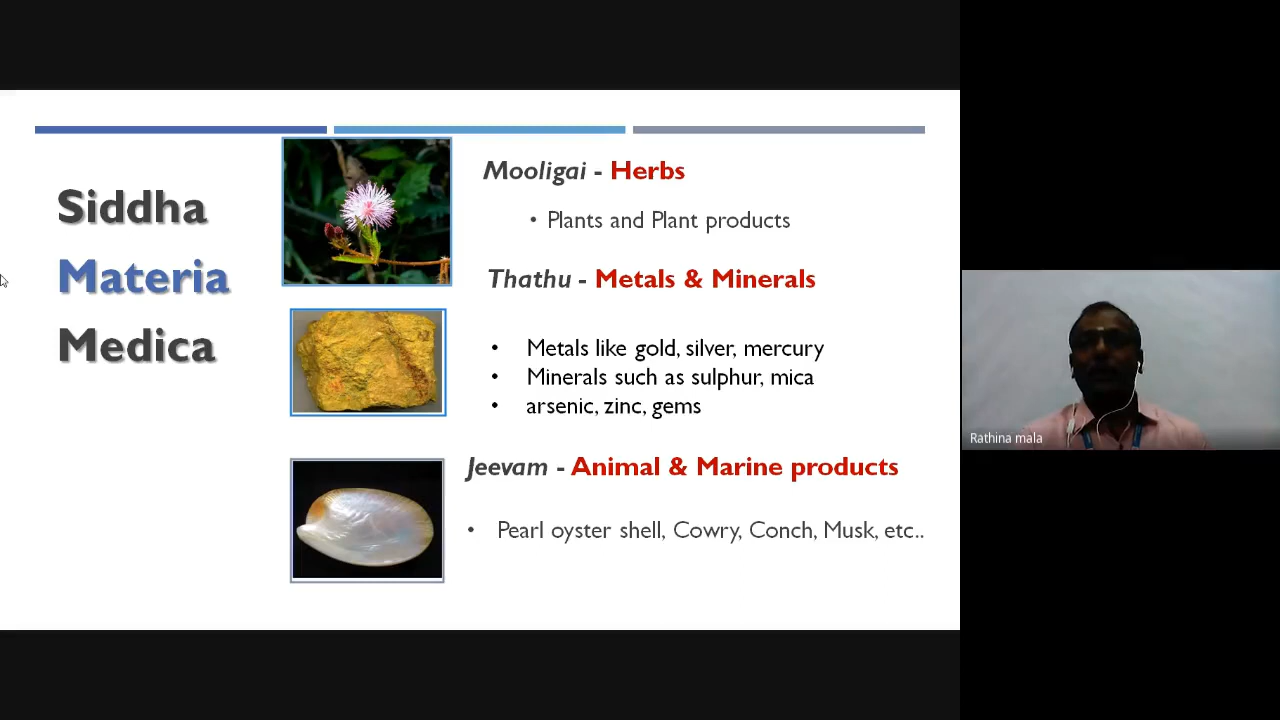 Siddha
Materia
Medica
Mooligai - Herbs
• Plants and Plant products
Thathu - Metals & Minerals
• Metals like gold, silver, mercury
• Minerals such as sulphur, mica
• arsenic, zinc, gems
Jeevam - Animal & Marine products
• Pearl oyster shell, Cowry, Conch, Musk, etc..
Rathina mala